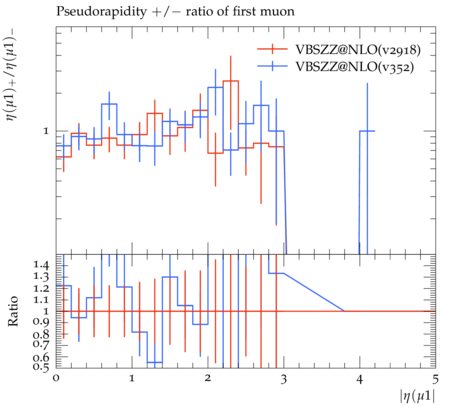 Pseudorapidity +/− ratio of first muon
η(μ1)₊/η(μ1)₋
VBSZZ@NLO(v2918)
VBSZZ@NLO(v352)
1
Ratio
1.4
1.3
1.2
1.1
1
0.9
0.8
0.7
0.6
0.5
0 1 2 3 4 5
|η(μ1|